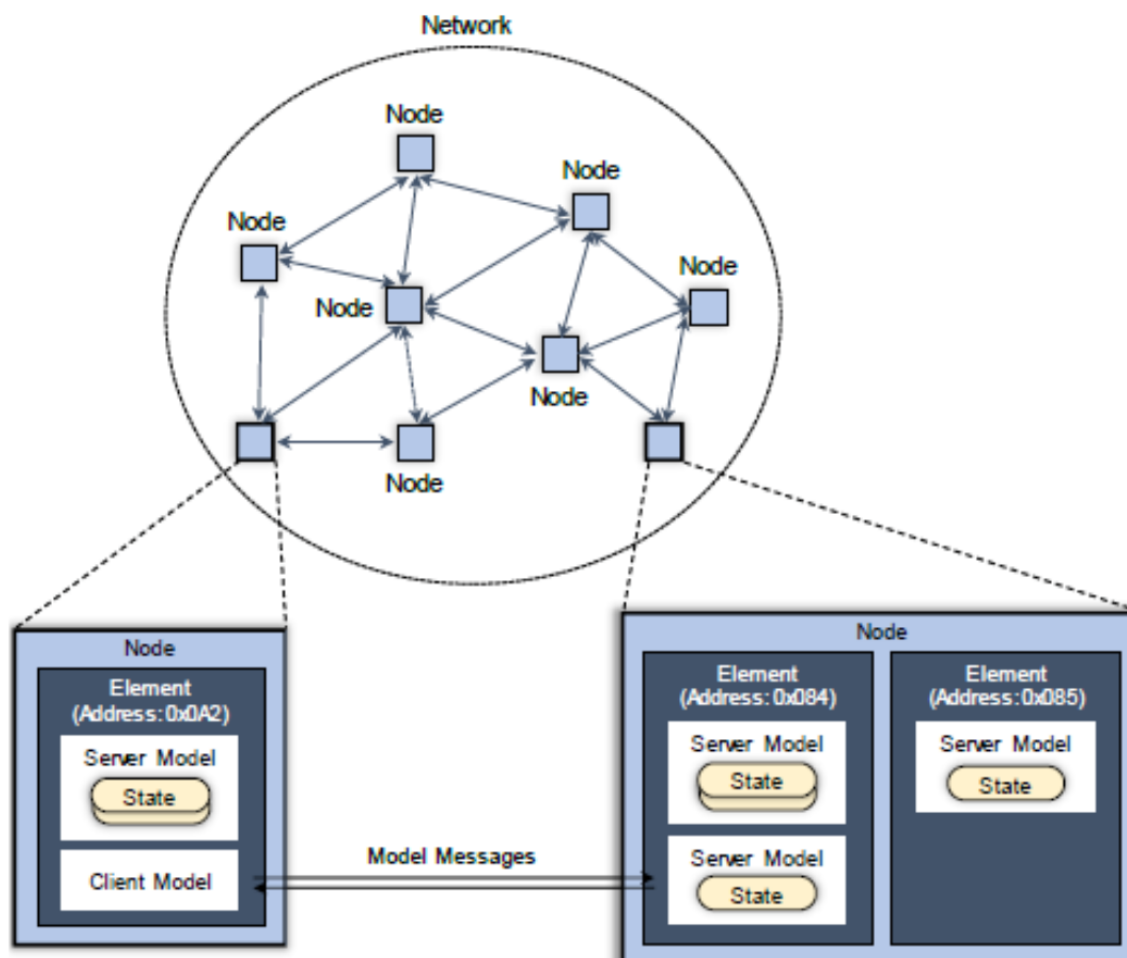 Network
Node
Node
Node
Node
Node
Node
Node
Node
Element
(Address:0x0A2)
Server Model
State
Client Model
Model Messages
Node
Element
(Address:0x084)
Server Model
State
Server Model
State
Element
(Address:0x085)
Server Model
State